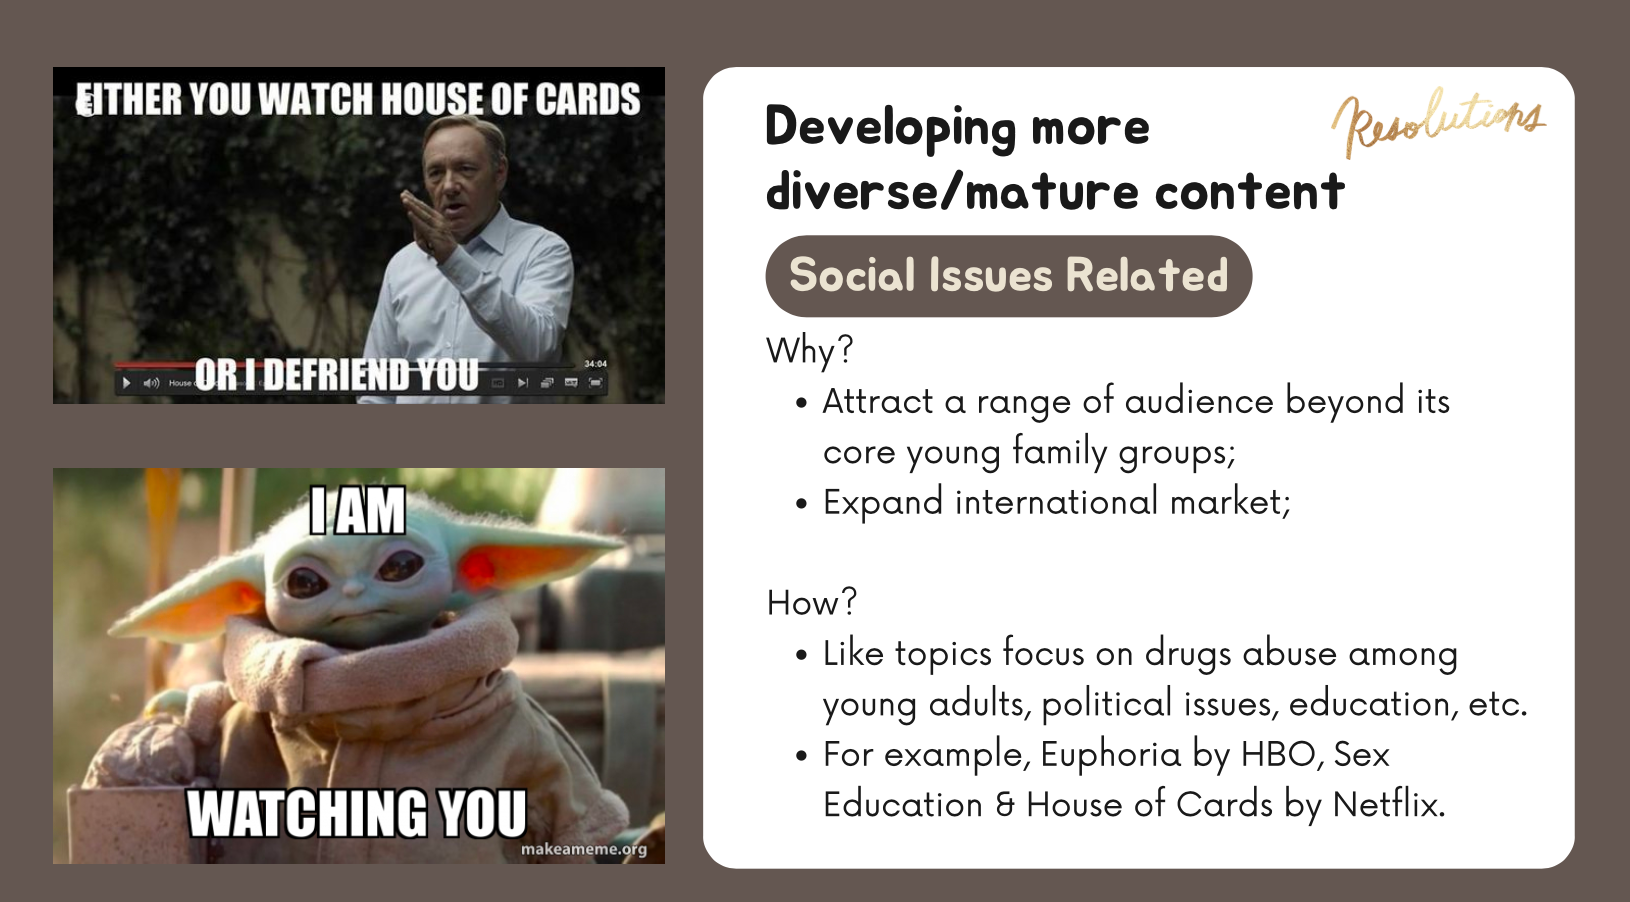 EITHER YOU WATCH HOUSE OF CARDS
34:04
OR I DEFRIEND YOU
House of
I AM
WATCHING YOU
makeameme.org
Resolutions
Developing more
diverse/mature content
Social Issues Related
Why?
• Attract a range of audience beyond its
core young family groups;
• Expand international market;
How?
• Like topics focus on drugs abuse among
young adults, political issues, education, etc.
• For example, Euphoria by HBO, Sex
Education & House of Cards by Netflix.